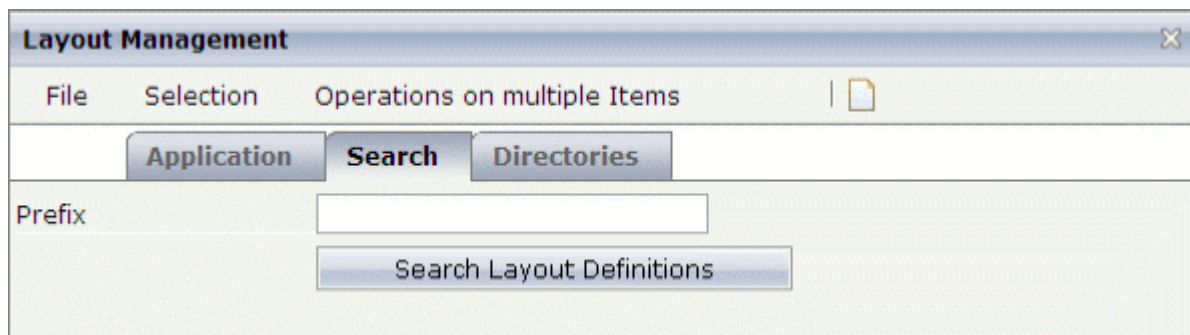 Layout Management
File Selection Operations on multiple Items
Application Search Directories
Prefix
Search Layout Definitions